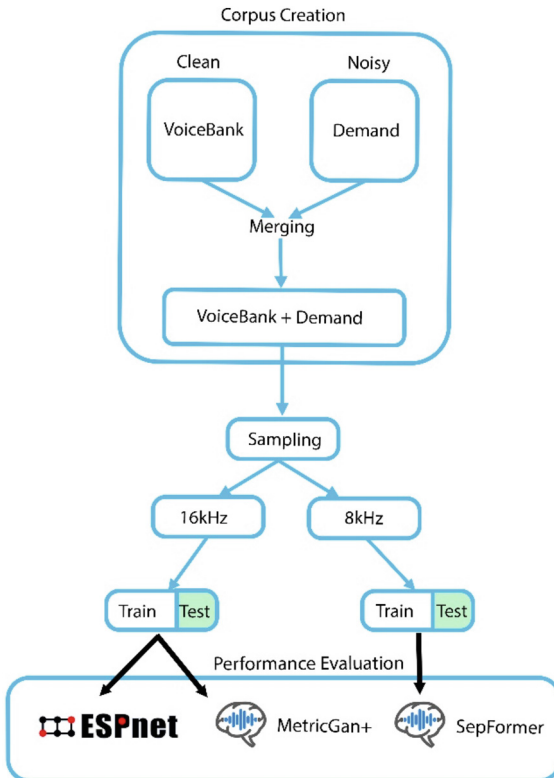 Corpus Creation
Clean Noisy
VoiceBank Demand
Merging
VoiceBank + Demand
Sampling
16kHz 8kHz
Train Test Train Test
Performance Evaluation
ESPnet MetricGan+ SepFormer